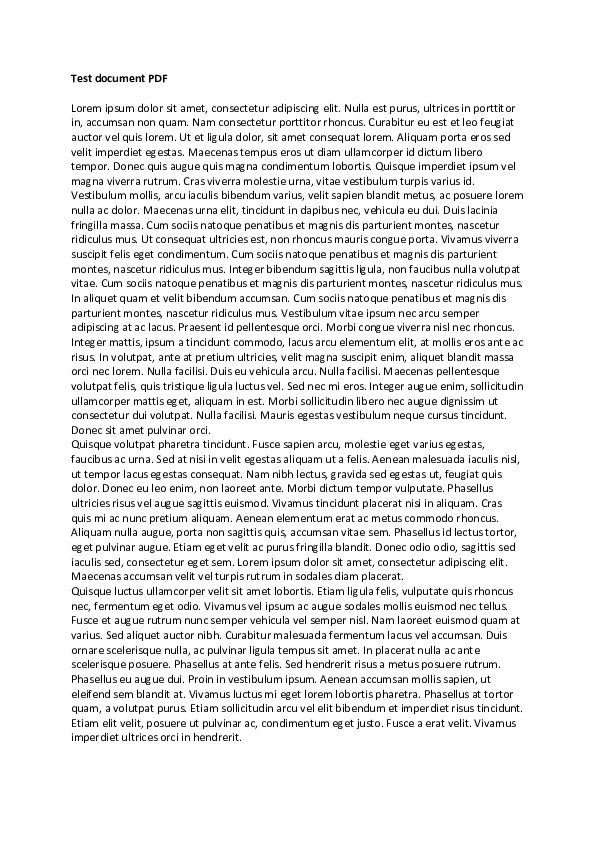 Test document PDF
Lorem ipsum dolor sit amet, consectetur adipiscing elit. Nulla est purus, ultrices in porttitor
in, accumsan non quam. Nam consectetur porttitor rhoncus. Curabitur eu est et leo feugiat
auctor vel quis lorem. Ut et ligula dolor, sit amet consequat lorem. Aliquam porta eros sed
velit imperdiet egestas. Maecenas tempus eros ut diam ullamcorper id dictum libero
tempor. Donec quis augue quis magna condimentum lobortis. Quisque imperdiet ipsum vel
magna viverra rutrum. Cras viverra molestie urna, vitae vestibulum turpis varius id.
Vestibulum mollis, arcu iaculis bibendum varius, velit sapien blandit metus, ac posuere lorem
nulla ac dolor. Maecenas urna elit, tincidunt in dapibus nec, vehicula eu dui. Duis lacinia
fringilla massa. Cum sociis natoque penatibus et magnis dis parturient montes, nascetur
ridiculus mus. Ut consequat ultricies est, non rhoncus mauris congue porta. Vivamus viverra
suscipit felis eget condimentum. Cum sociis natoque penatibus et magnis dis parturient
montes, nascetur ridiculus mus. Integer bibendum sagittis ligula, non faucibus nulla volutpat
vitae. Cum sociis natoque penatibus et magnis dis parturient montes, nascetur ridiculus mus.
In aliquet quam et velit bibendum accumsan. Cum sociis natoque penatibus et magnis dis
parturient montes, nascetur ridiculus mus. Vestibulum vitae ipsum nec arcu semper
adipiscing at ac lacus. Praesent id pellentesque orci. Morbi congue viverra nisl nec rhoncus.
Integer mattis, ipsum a tincidunt commodo, lacus arcu elementum elit, at mollis eros ante ac
risus. In volutpat, ante at pretium ultricies, velit magna suscipit enim, aliquet blandit massa
orci nec lorem. Nulla facilisi. Duis eu vehicula arcu. Nulla facilisi. Maecenas pellentesque
volutpat felis, quis tristique ligula luctus vel. Sed nec mi eros. Integer augue enim, sollicitudin
ullamcorper mattis eget, aliquam in est. Morbi sollicitudin libero nec augue dignissim ut
consectetur dui volutpat. Nulla facilisi. Mauris egestas vestibulum neque cursus tincidunt.
Donec sit amet pulvinar orci.
Quisque volutpat pharetra tincidunt. Fusce sapien arcu, molestie eget varius egestas,
faucibus ac urna. Sed at nisi in velit egestas aliquam ut a felis. Aenean malesuada iaculis nisl,
ut tempor lacus egestas consequat. Nam nibh lectus, gravida sed egestas ut, feugiat quis
dolor. Donec eu leo enim, non laoreet ante. Morbi dictum tempor vulputate. Phasellus
ultricies risus vel augue sagittis euismod. Vivamus tincidunt placerat nisi in aliquam. Cras
quis mi ac nunc pretium aliquam. Aenean elementum erat ac metus commodo rhoncus.
Aliquam nulla augue, porta non sagittis quis, accumsan vitae sem. Phasellus id lectus tortor,
eget pulvinar augue. Etiam eget velit ac purus fringilla blandit. Donec odio odio, sagittis sed
iaculis sed, consectetur eget sem. Lorem ipsum dolor sit amet, consectetur adipiscing elit.
Maecenas accumsan velit vel turpis rutrum in sodales diam placerat.
Quisque luctus ullamcorper velit sit amet lobortis. Etiam ligula felis, vulputate quis rhoncus
nec, fermentum eget odio. Vivamus vel ipsum ac augue sodales mollis euismod nec tellus.
Fusce et augue rutrum nunc semper vehicula vel semper nisl. Nam laoreet euismod quam at
varius. Sed aliquet auctor nibh. Curabitur malesuada fermentum lacus vel accumsan. Duis
ornare scelerisque nulla, ac pulvinar ligula tempus sit amet. In placerat nulla ac ante
scelerisque posuere. Phasellus at ante felis. Sed hendrerit risus a metus posuere rutrum.
Phasellus eu augue dui. Proin in vestibulum ipsum. Aenean accumsan mollis sapien, ut
eleifend sem blandit at. Vivamus luctus mi eget lorem lobortis pharetra. Phasellus at tortor
quam, a volutpat purus. Etiam sollicitudin arcu vel elit bibendum et imperdiet risus tincidunt.
Etiam elit velit, posuere ut pulvinar ac, condimentum eget justo. Fusce a erat velit. Vivamus
imperdiet ultrices orci in hendrerit.